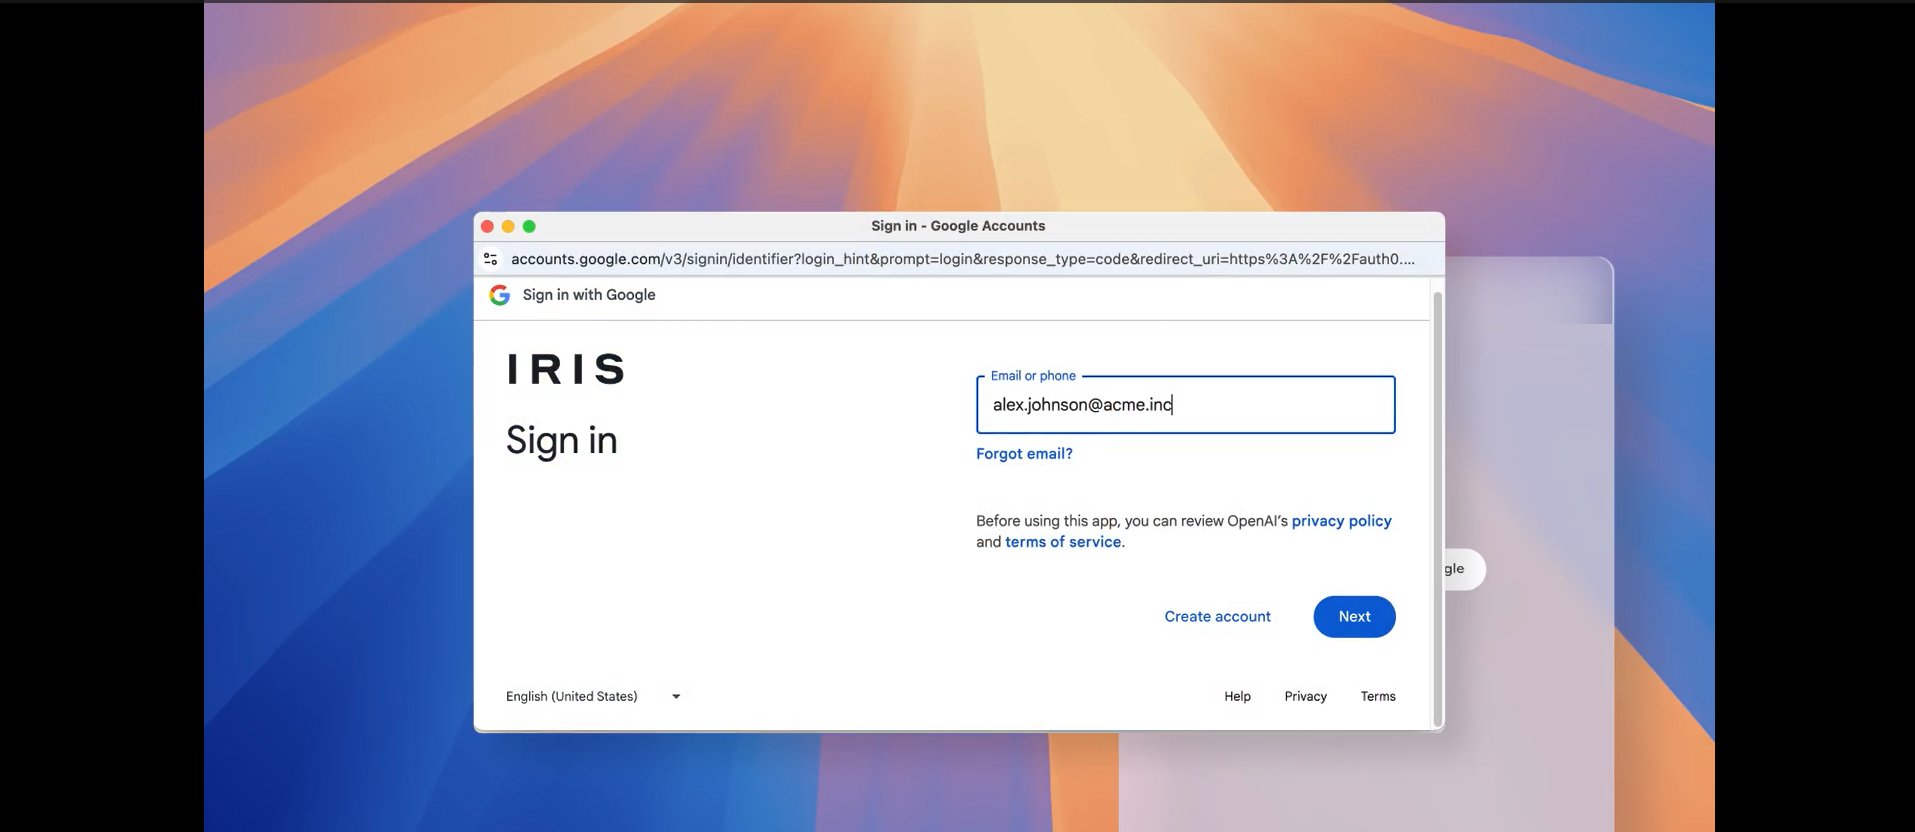 Sign in - Google Accounts
accounts.google.com/v3/signin/identifier?login_hint&prompt=login&response_type=code&redirect_uri=https%3A%2F%2Fauth0....
Sign in with Google
IRIS
Sign in
Email or phone
alex.johnson@acme.inc
Forgot email?
Before using this app, you can review OpenAI’s privacy policy
and terms of service.
gle
Create account
Next
English (United States)
Help
Privacy
Terms